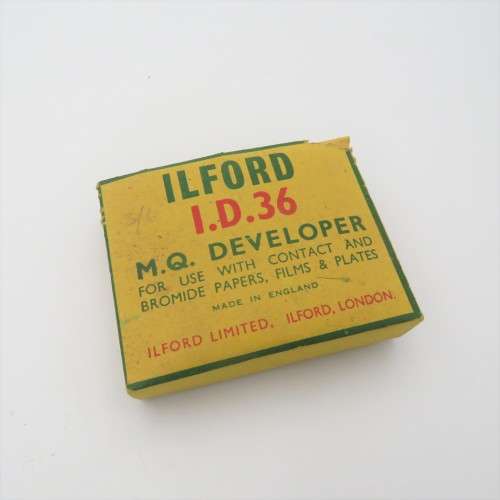 ILFORD
I.D.36
M.Q. DEVELOPER
FOR USE WITH CONTACT AND
BROMIDE PAPERS, FILMS & PLATES
MADE IN ENGLAND
ILFORD LIMITED, ILFORD, LONDON.